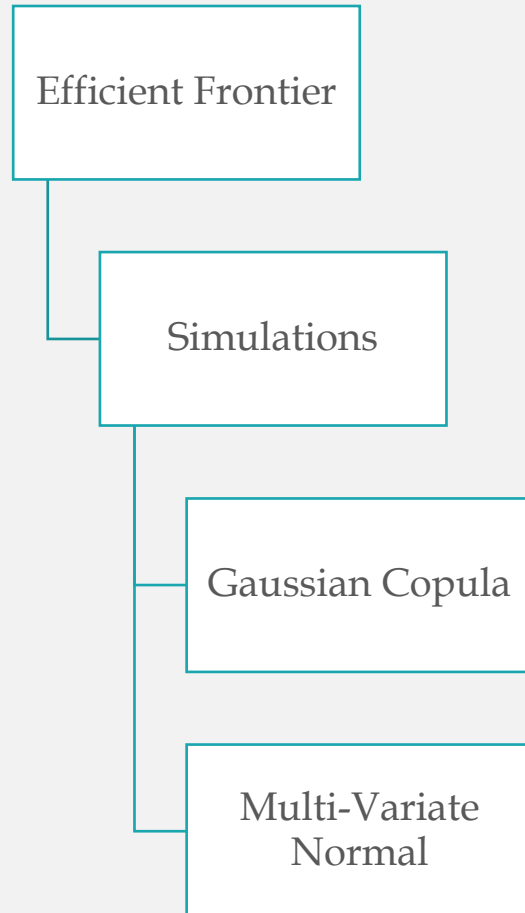 Efficient Frontier
Simulations
Gaussian Copula
Multi-Variate
Normal